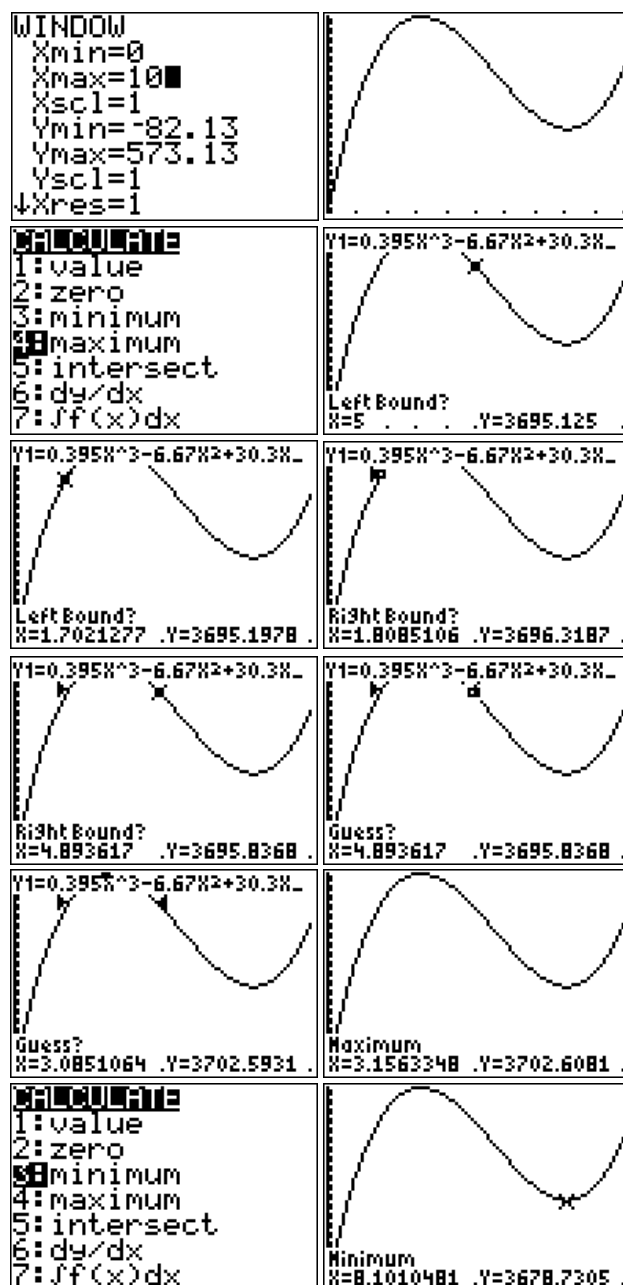 WINDOW
Xmin=0
Xmax=10
Xscl=1
Ymin=-82.13
Ymax=573.13
Yscl=1
↓Xres=1
CALCULATE
1:value
2:zero
3:minimum
4:maximum
5:intersect
6:dy/dx
7:∫f(x)dx
Y1=0.395X^3-6.67X²+30.3X_
Left Bound?
X=5 .Y=3695.125 .
Y1=0.395X^3-6.67X²+30.3X_
Left Bound?
X=1.7021277 .Y=3695.1978 .
Y1=0.395X^3-6.67X²+30.3X_
Right Bound?
X=1.8085106 .Y=3696.3187 .
Y1=0.395X^3-6.67X²+30.3X_
Right Bound?
X=4.893617 .Y=3695.8368 .
Y1=0.395X^3-6.67X²+30.3X_
Guess?
X=4.893617 .Y=3695.8368 .
Y1=0.395X^3-6.67X²+30.3X_
Guess?
X=3.0851064 .Y=3702.5931 .
Maximum
X=3.1563348 .Y=3702.6081 .
CALCULATE
1:value
2:zero
3:minimum
4:maximum
5:intersect
6:dy/dx
7:∫f(x)dx
Minimum
X=8.1010481 .Y=3678.7305 .